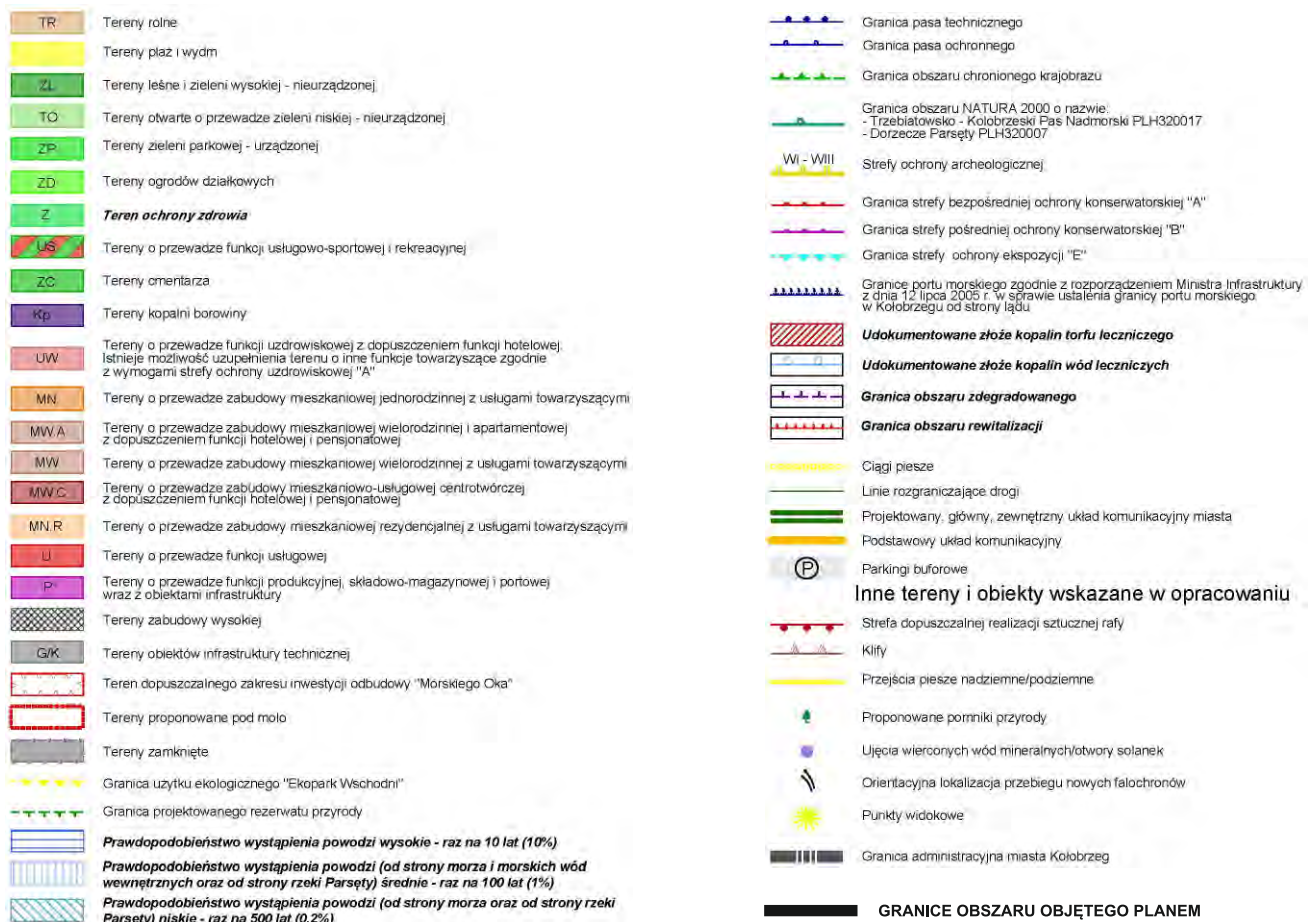 TR Tereny rolne
Tereny plaż i wydm
ZL Tereny leśne i zieleni wysokiej - nieurządzonej
TO Tereny otwarte o przewadze zieleni niskiej - nieurządzonej
ZP Tereny zieleni parkowej - urządzonej
ZD Tereny ogrodów działkowych
Z Teren ochrony zdrowia
US Tereny o przewadze funkcji usługowo-sportowej i rekreacyjnej
ZC Tereny cmentarza
Kp Tereny kopalni borowiny
UW Tereny o przewadze funkcji uzdrowiskowej z dopuszczeniem funkcji hotelowej.
Istnieje możliwość uzupełnienia terenu o inne funkcje towarzyszące zgodnie
z wymogami strefy ochrony uzdrowiskowej "A"
MN Tereny o przewadze zabudowy mieszkaniowej jednorodzinnej z usługami towarzyszącymi
MW.A Tereny o przewadze zabudowy mieszkaniowej wielorodzinnej i apartamentowej
z dopuszczeniem funkcji hotelowej i pensjonatowej
MW Tereny o przewadze zabudowy mieszkaniowej wielorodzinnej z usługami towarzyszącymi
MW.C Tereny o przewadze zabudowy mieszkaniowo-usługowej centrotwórczej
z dopuszczeniem funkcji hotelowej i pensjonatowej
MN.R Tereny o przewadze zabudowy mieszkaniowej rezydencjalnej z usługami towarzyszącymi
U Tereny o przewadze funkcji usługowej
P Tereny o przewadze funkcji produkcyjnej, składowo-magazynowej i portowej
wraz z obiektami infrastruktury
Tereny zabudowy wysokiej
G/K Tereny obiektów infrastruktury technicznej
Teren dopuszczalnego zakresu inwestycji odbudowy "Morskiego Oka"
Tereny proponowane pod molo
Tereny zamknięte
Granica użytku ekologicznego "Ekopark Wschodni"
Granica projektowanego rezerwatu przyrody
Prawdopodobieństwo wystąpienia powodzi wysokie - raz na 10 lat (10%)
Prawdopodobieństwo wystąpienia powodzi (od strony morza i morskich wód
wewnętrznych oraz od strony rzeki Parsęty) średnie - raz na 100 lat (1%)
Prawdopodobieństwo wystąpienia powodzi (od strony morza oraz od strony rzeki
Parsęty) niskie - raz na 500 lat (0,2%)
Granica pasa technicznego
Granica pasa ochronnego
Granica obszaru chronionego krajobrazu
Granica obszaru NATURA 2000 o nazwie:
- Trzebiatowsko - Kołobrzeski Pas Nadmorski PLH320017
- Dorzecze Parsęty PLH320007
WI - WIII Strefy ochrony archeologicznej
Granica strefy bezpośredniej ochrony konserwatorskiej "A"
Granica strefy pośredniej ochrony konserwatorskiej "B"
Granica strefy ochrony ekspozycji "E"
Granice portu morskiego zgodnie z rozporządzeniem Ministra Infrastruktury
z dnia 12 lipca 2005 r. w sprawie ustalenia granicy portu morskiego
w Kołobrzegu od strony lądu
Udokumentowane złoże kopalin torfu leczniczego
Udokumentowane złoże kopalin wód leczniczych
Granica obszaru zdegradowanego
Granica obszaru rewitalizacji
Ciągi piesze
Linie rozgraniczające drogi
Projektowany, główny, zewnętrzny układ komunikacyjny miasta
Podstawowy układ komunikacyjny
P Parkingi buforowe
Inne tereny i obiekty wskazane w opracowaniu
Strefa dopuszczalnej realizacji sztucznej rafy
Klify
Przejścia piesze nadziemne/podziemne
Proponowane pomniki przyrody
Ujęcia wierconych wód mineralnych/otwory solanek
Orientacyjna lokalizacja przebiegu nowych falochronów
Punkty widokowe
Granica administracyjna miasta Kołobrzeg
GRANICE OBSZARU OBJĘTEGO PLANEM